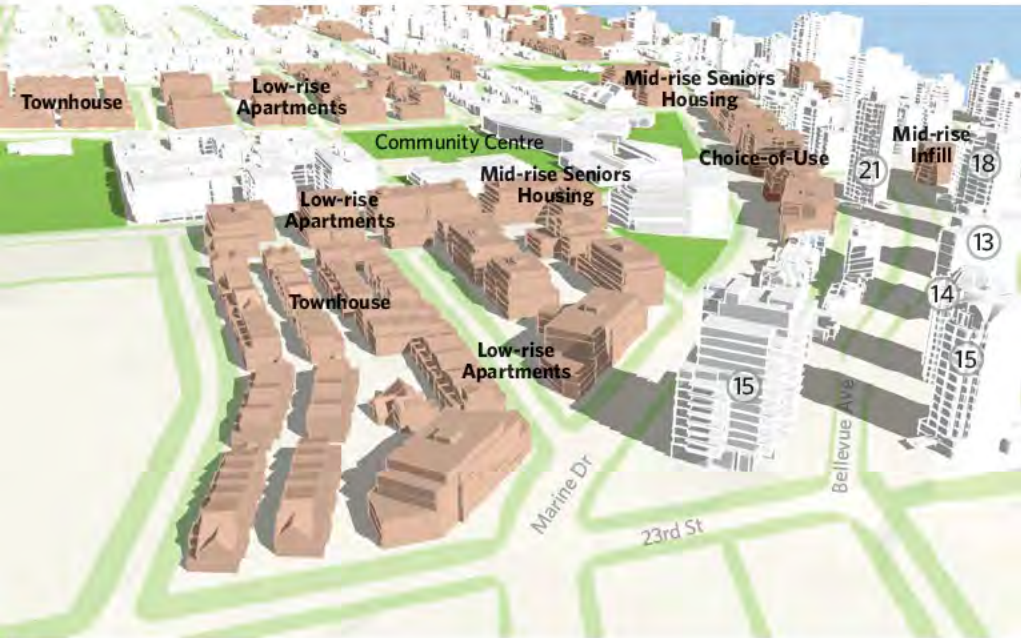 Townhouse
Low-rise
Apartments
Mid-rise Seniors
Housing
Community Centre
Choice-of-Use
Mid-rise
Infill
21
18
Mid-rise Seniors
Housing
Low-rise
Apartments
13
14
Townhouse
Low-rise
Apartments
15
15
Bellevue Ave
Marine Dr
23rd St